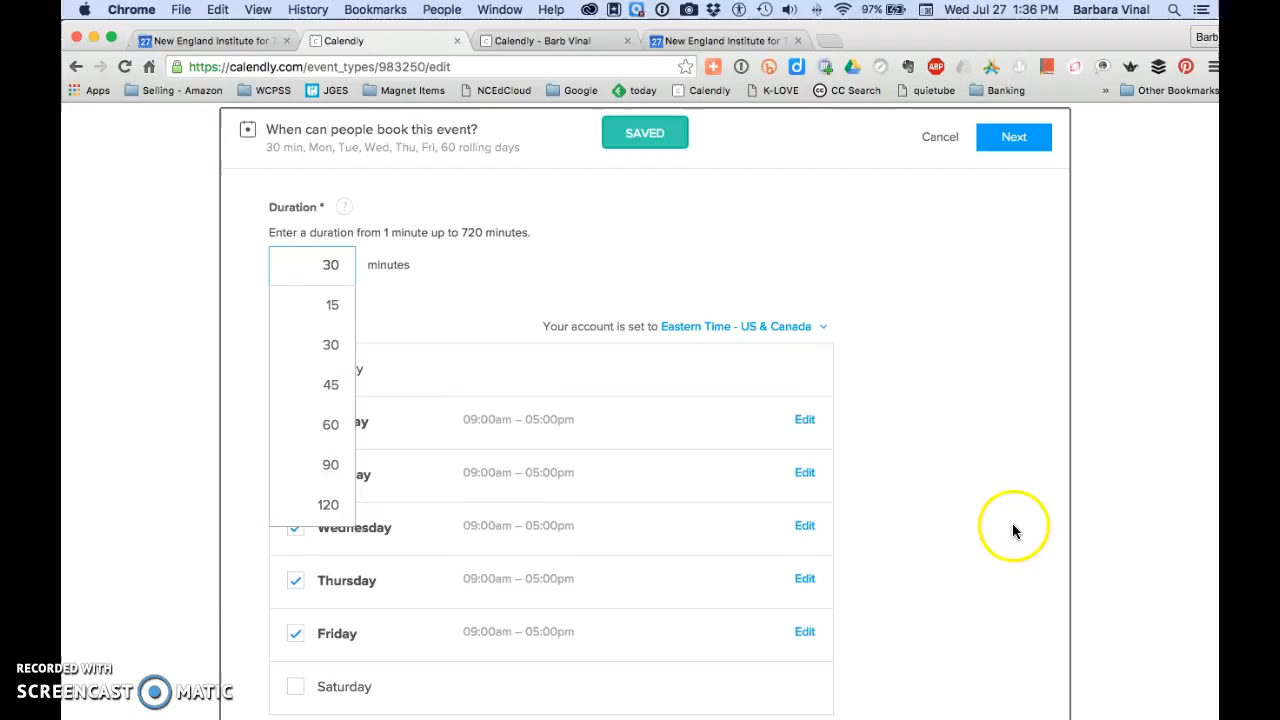 Chrome File Edit View History Bookmarks People Window Help 97% Wed Jul 27 1:36 PM Barbara Vinal
27 New England Institute for T × C Calendly × C Calendly - Barb Vinal × 27 New England Institute for T × Barb
https://calendly.com/event_types/983250/edit ABP
Apps Selling - Amazon WCPSS JGES Magnet Items NCEdCloud Google today Calendly K-LOVE CC Search quietube Banking » Other Bookmarks
When can people book this event?
30 min, Mon, Tue, Wed, Thu, Fri, 60 rolling days
SAVED
Cancel Next
Duration * ?
Enter a duration from 1 minute up to 720 minutes.
30 minutes
15
Your account is set to Eastern Time - US & Canada
30
y
45
ay 09:00am – 05:00pm Edit
60
90
ay 09:00am – 05:00pm Edit
120
Wednesday 09:00am – 05:00pm Edit
Thursday 09:00am – 05:00pm Edit
Friday 09:00am – 05:00pm Edit
Saturday
RECORDED WITH
SCREENCAST MATIC